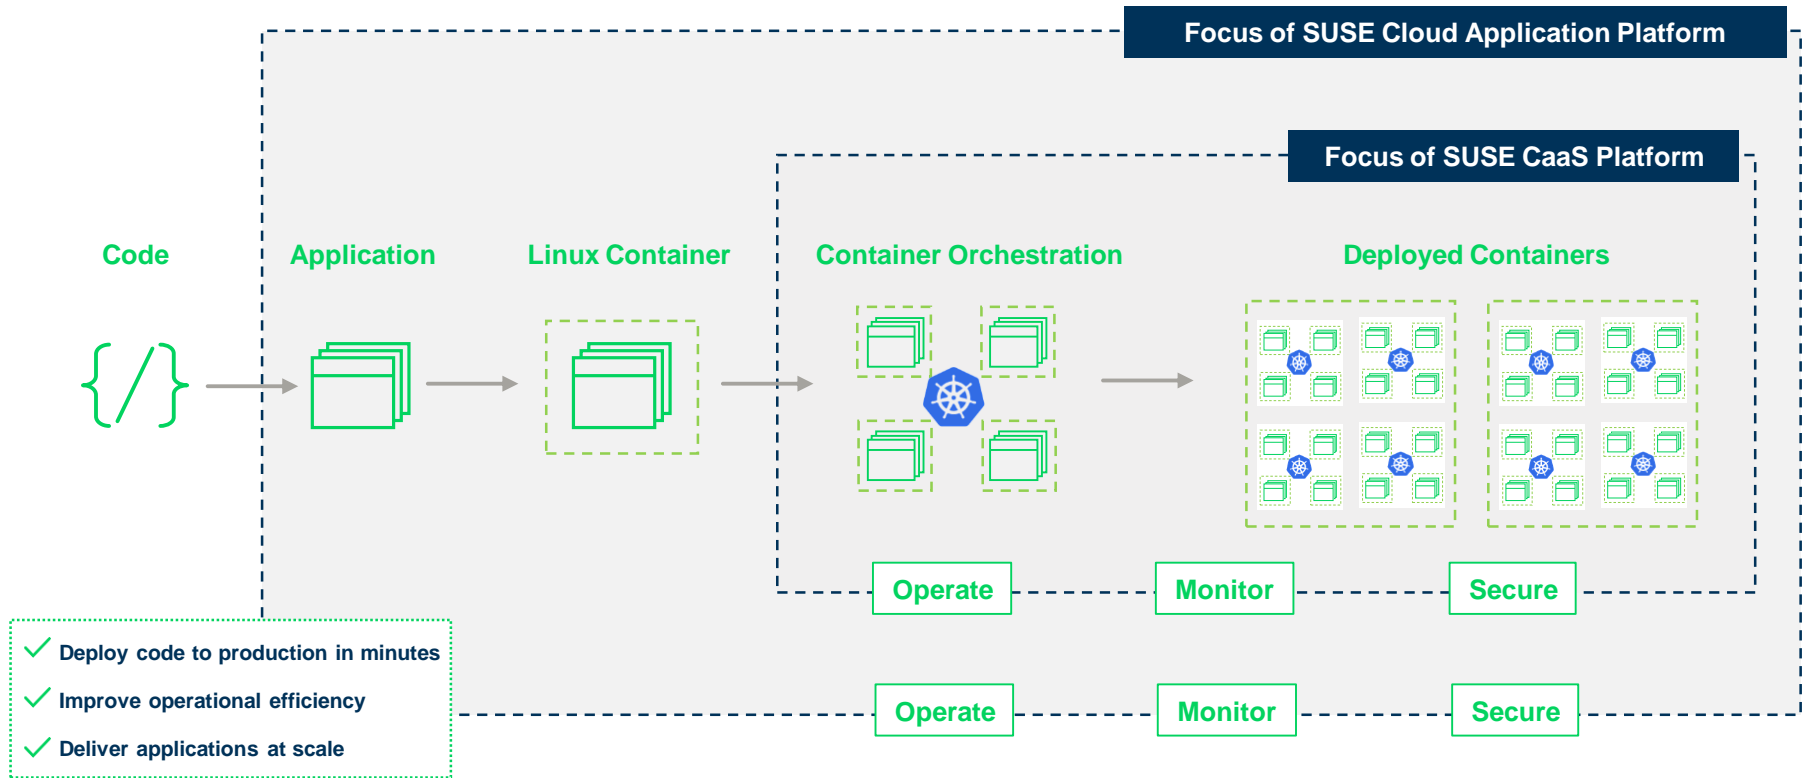 Focus of SUSE Cloud Application Platform
Focus of SUSE CaaS Platform
Code
Application
Linux Container
Container Orchestration
Deployed Containers
Operate
Monitor
Secure
Deploy code to production in minutes
Improve operational efficiency
Deliver applications at scale
Operate
Monitor
Secure